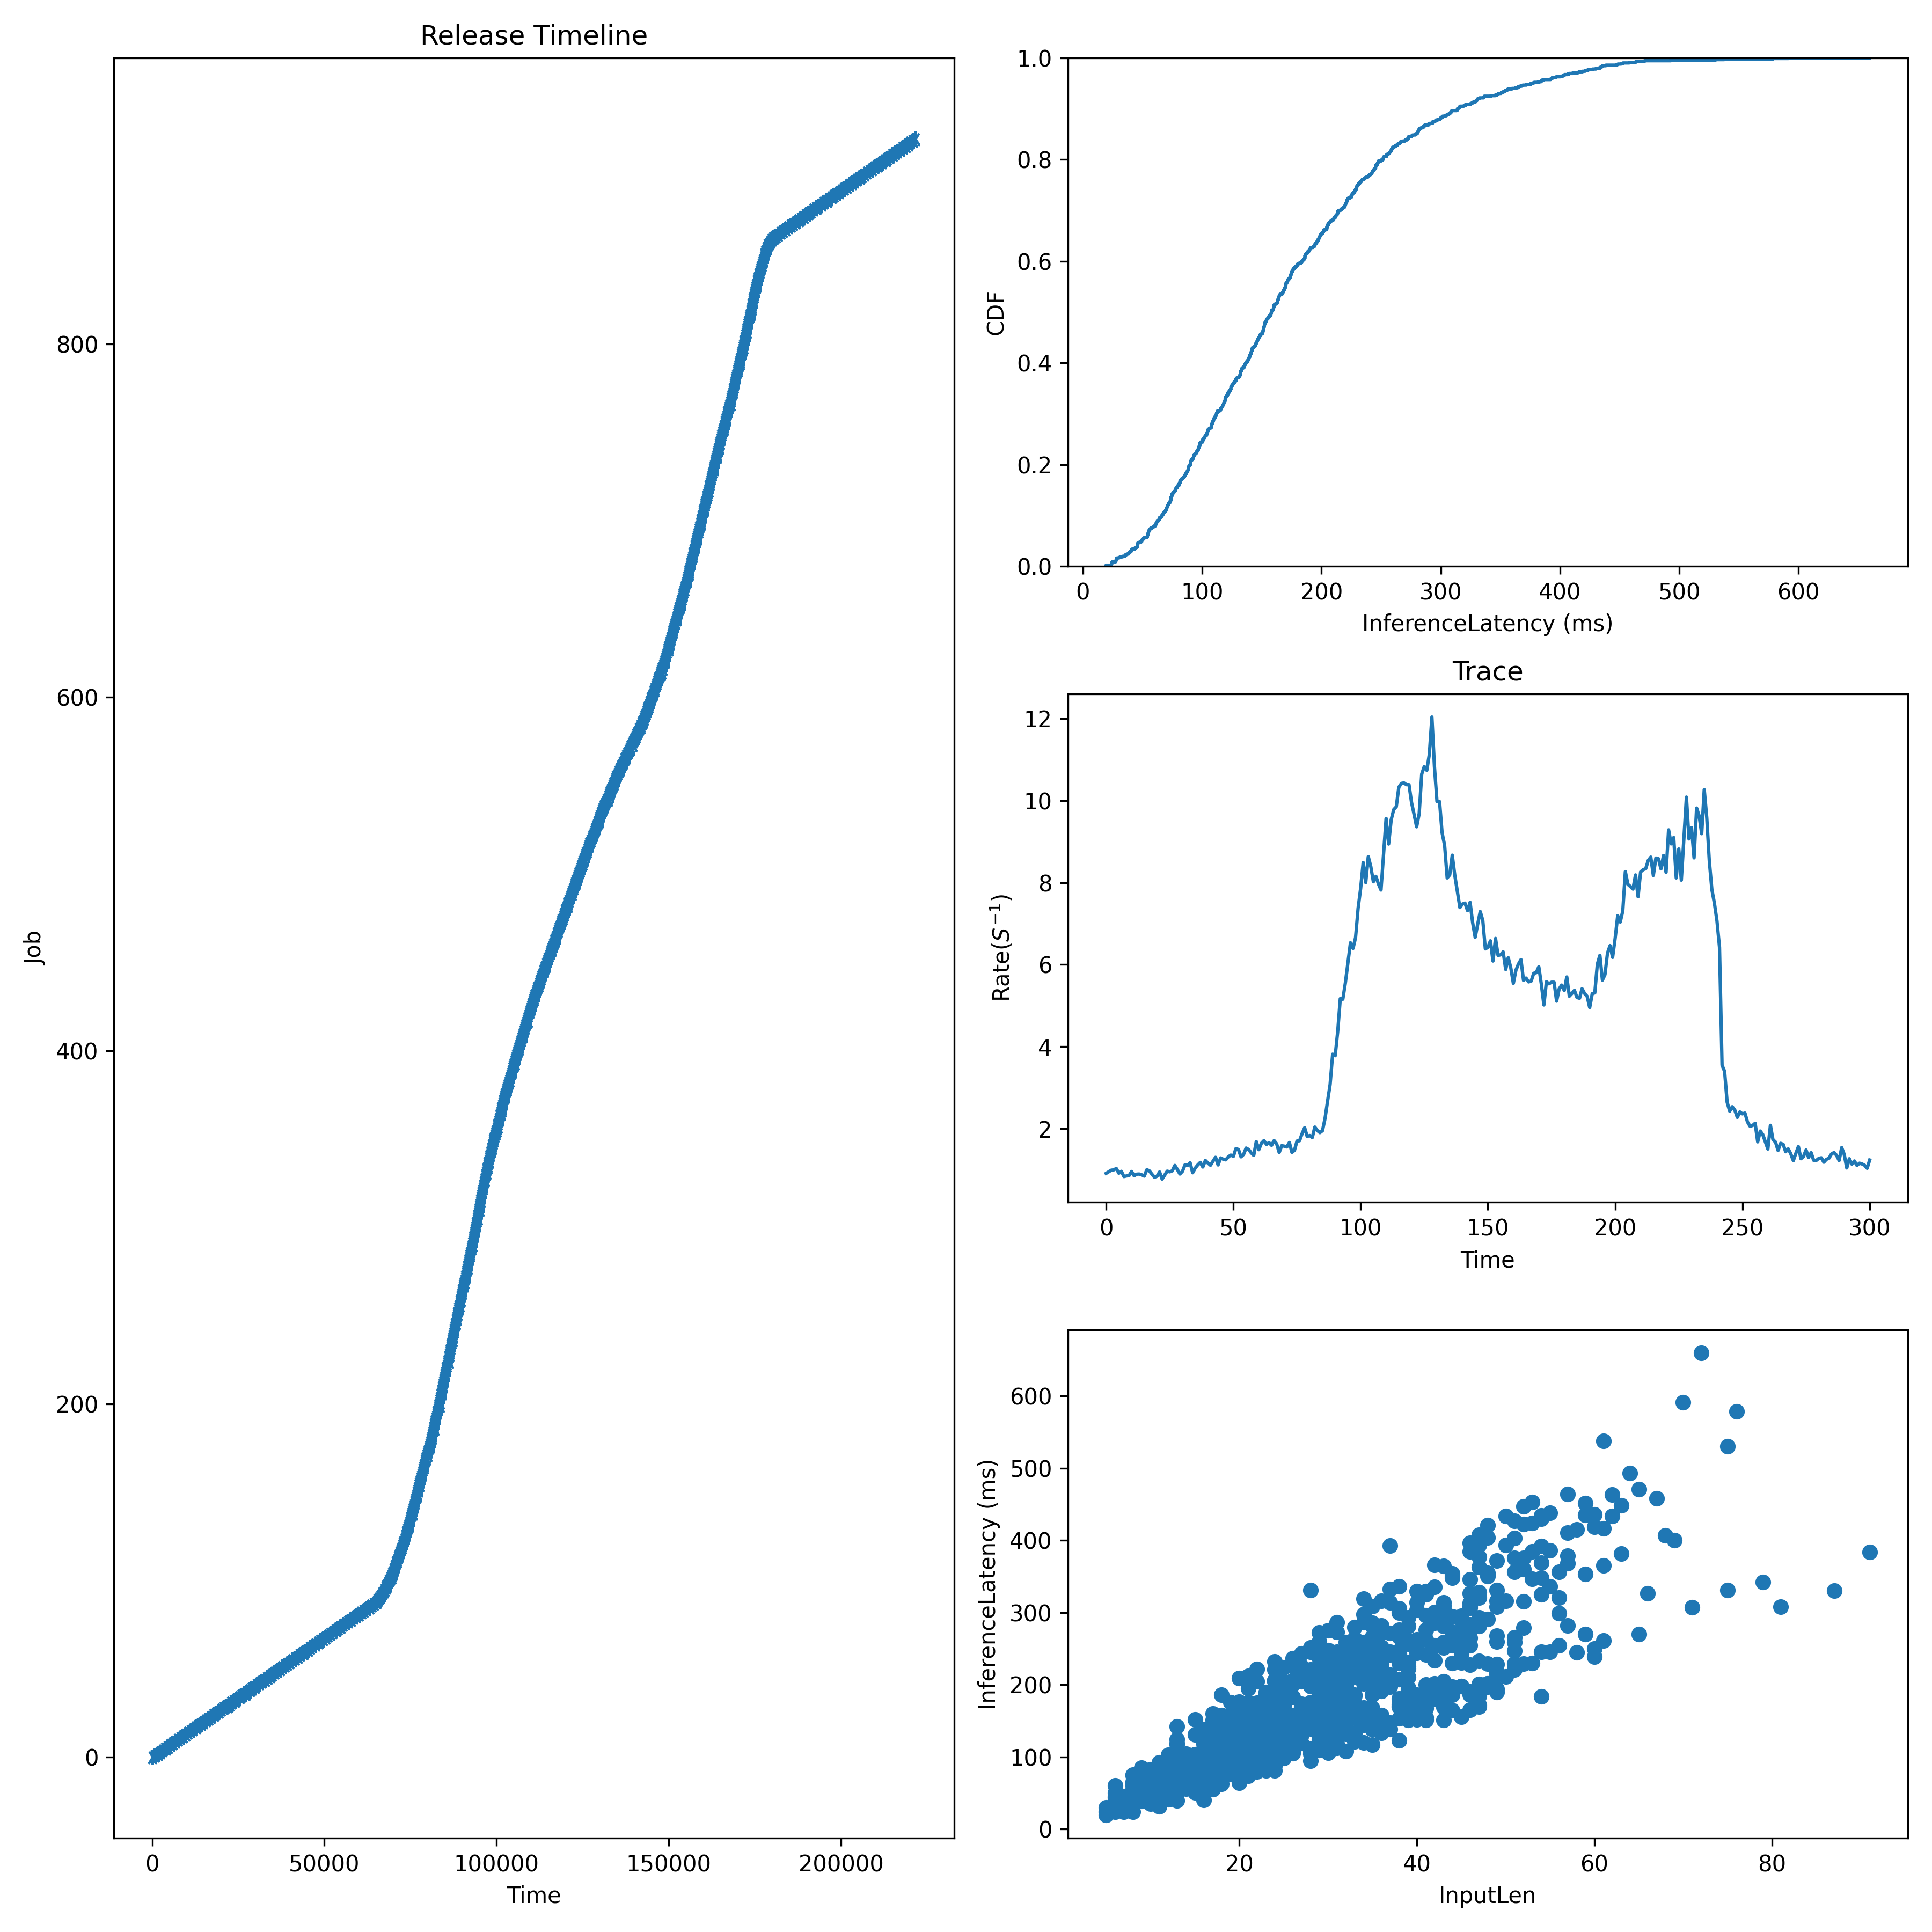 Release Timeline
Job
800
600
400
200
0
0 50000 100000 150000 200000
Time
CDF
1.0
0.8
0.6
0.4
0.2
0.0
0 100 200 300 400 500 600
InferenceLatency (ms)
Trace
Rate(S⁻¹)
12
10
8
6
4
2
0 50 100 150 200 250 300
Time
InferenceLatency (ms)
600
500
400
300
200
100
0
20 40 60 80
InputLen